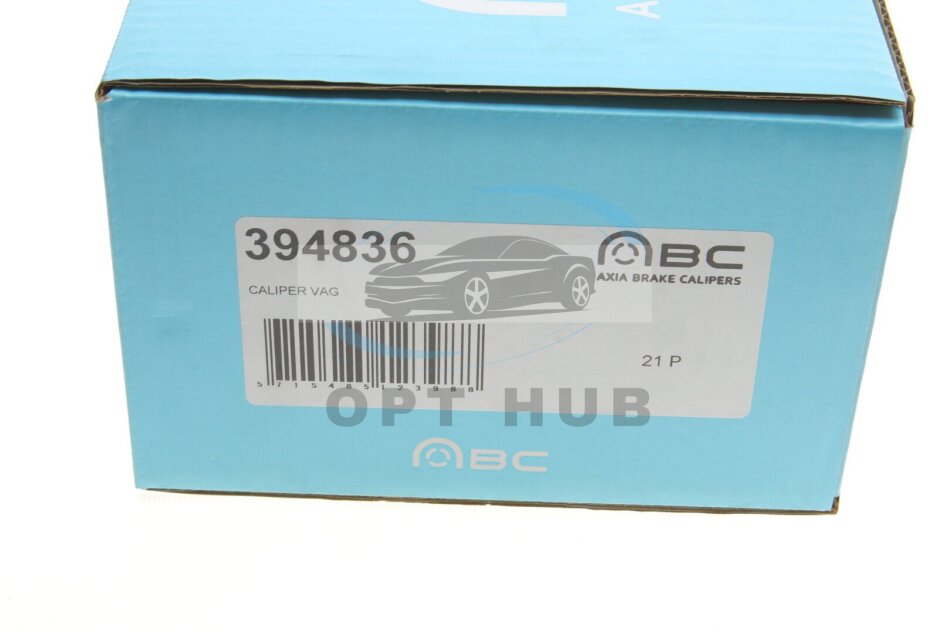 A
394836
ABC
AXIA BRAKE CALIPERS
CALIPER VAG
21 P
5715485123988
OPT HUB
ABC